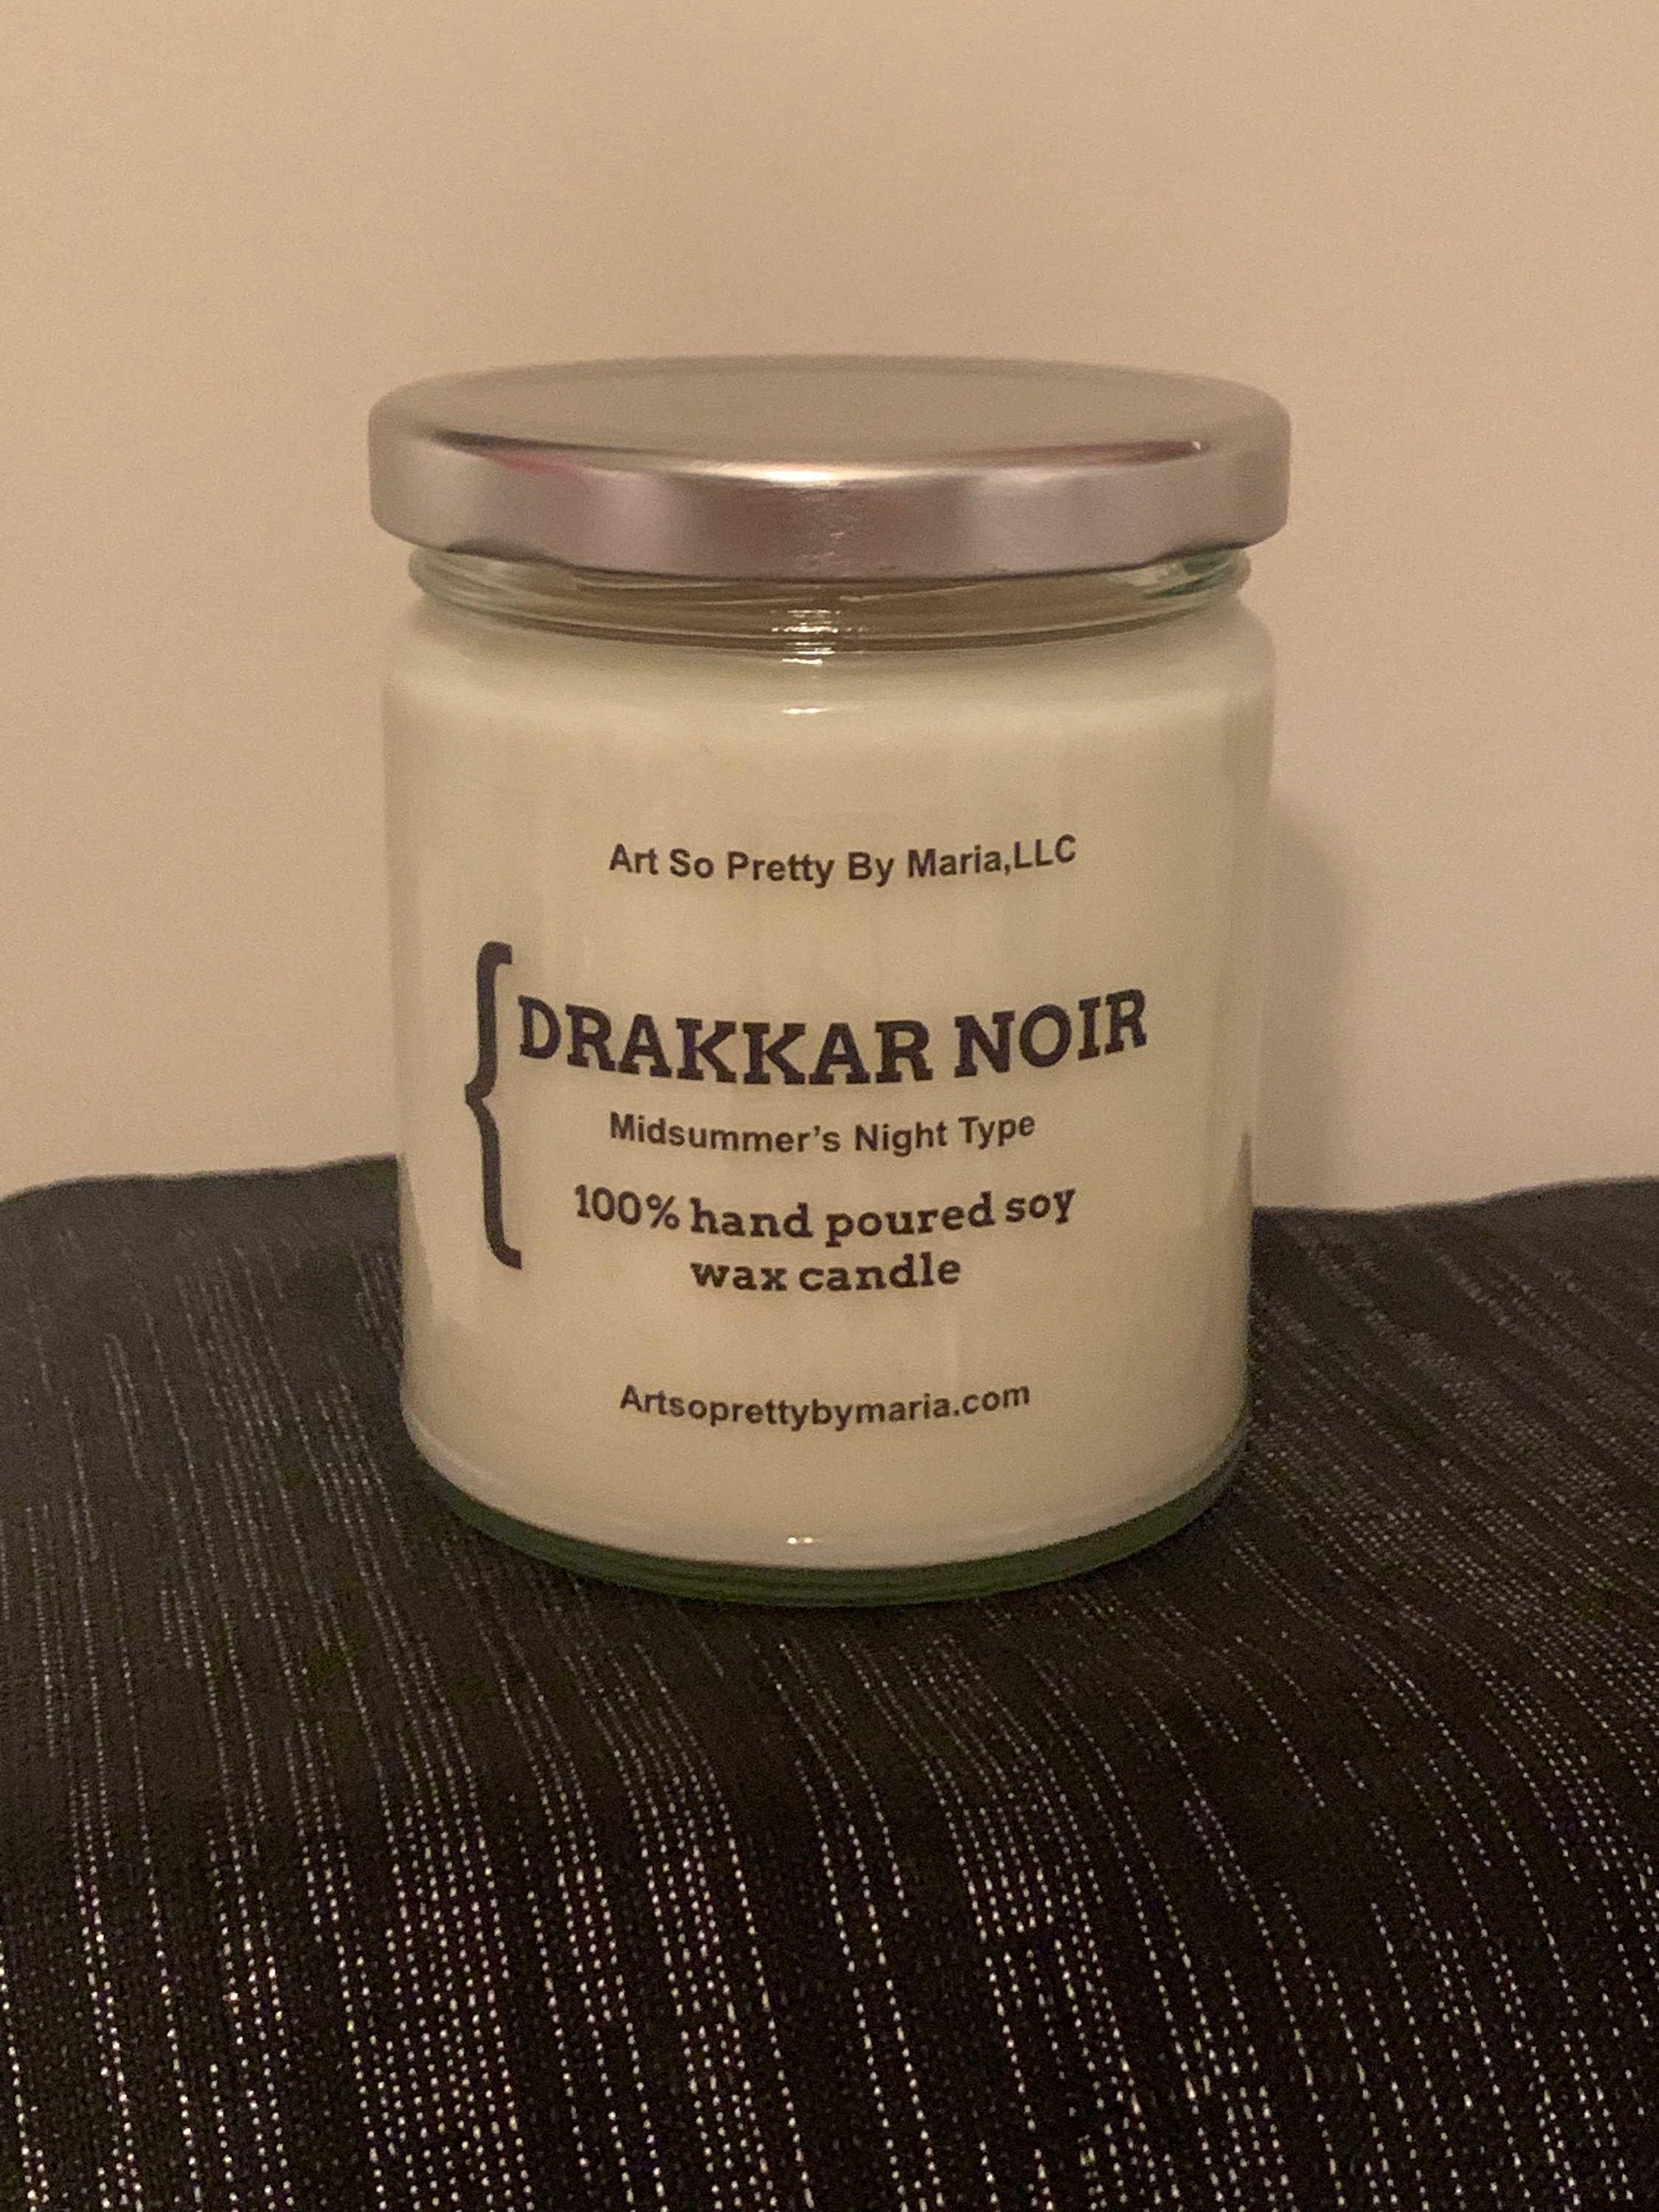 Art So Pretty By Maria,LLC
{ DRAKKAR NOIR
Midsummer’s Night Type
100% hand poured soy
wax candle
Artsoprettybymaria.com